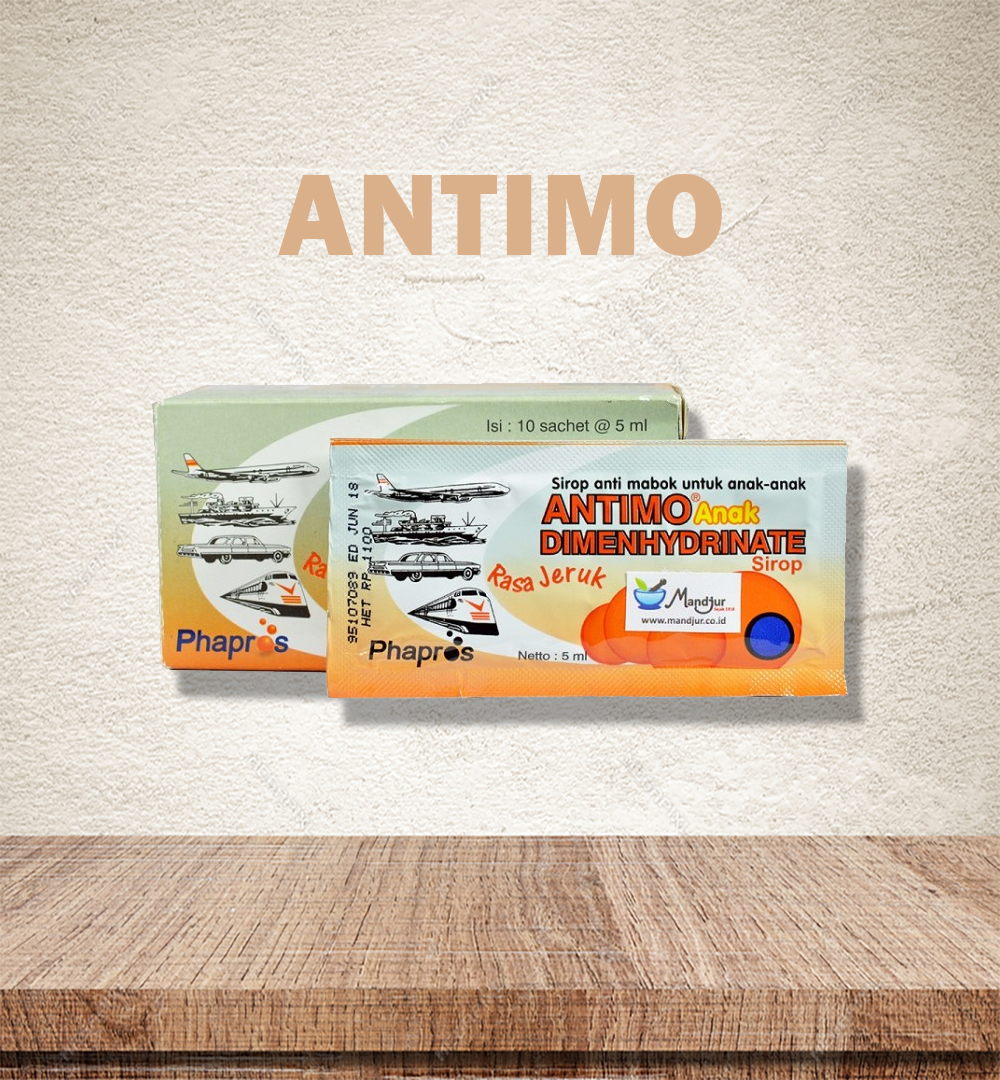 ANTIMO
Isi : 10 sachet @ 5 ml
Ra
Phapros
95107089 ED JUN 18
HET RP.1100
Sirop anti mabok untuk anak-anak
ANTIMO® Anak
DIMENHYDRINATE
Sirop
Rasa Jeruk
Mandjur
www.mandjur.co.id
Phapros
Netto : 5 ml